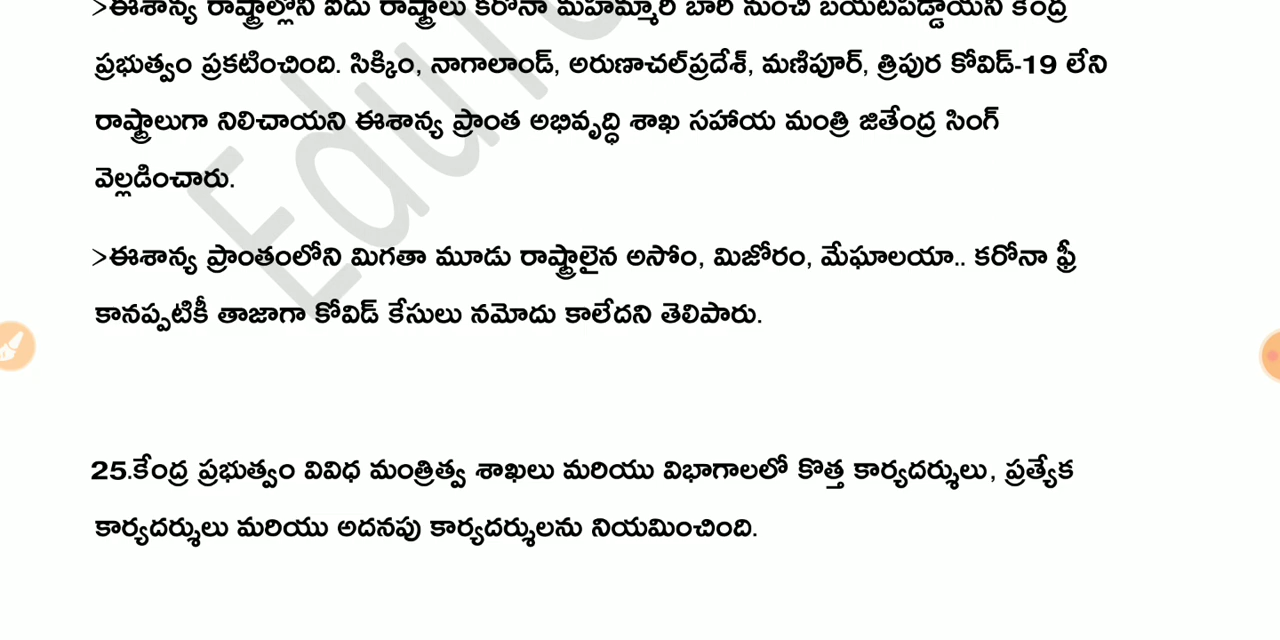 >ఈశాన్య రాష్ట్రాల్లోని ఐదు రాష్ట్రాలు కరోనా మహమ్మారి బారి నుంచి బయటపడ్డాయని కేంద్ర
ప్రభుత్వం ప్రకటించింది. సిక్కిం, నాగాలాండ్, అరుణాచల్‌ప్రదేశ్, మణిపూర్, త్రిపుర కోవిడ్-19 లేని
రాష్ట్రాలుగా నిలిచాయని ఈశాన్య ప్రాంత అభివృద్ధి శాఖ సహాయ మంత్రి జితేంద్ర సింగ్
వెల్లడించారు.
>ఈశాన్య ప్రాంతంలోని మిగతా మూడు రాష్ట్రాలైన అసోం, మిజోరం, మేఘాలయా.. కరోనా ఫ్రీ
కానప్పటికీ తాజాగా కోవిడ్ కేసులు నమోదు కాలేదని తెలిపారు.
25.కేంద్ర ప్రభుత్వం వివిధ మంత్రిత్వ శాఖలు మరియు విభాగాలలో కొత్త కార్యదర్శులు, ప్రత్యేక
కార్యదర్శులు మరియు అదనపు కార్యదర్శులను నియమించింది.